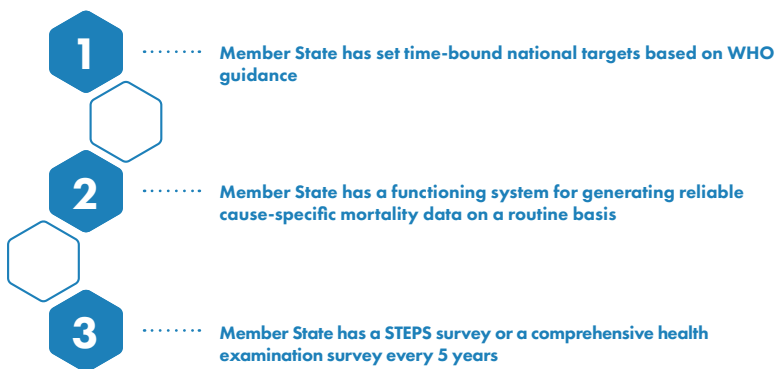 1
Member State has set time-bound national targets based on WHO
guidance
2
Member State has a functioning system for generating reliable
cause-specific mortality data on a routine basis
3
Member State has a STEPS survey or a comprehensive health
examination survey every 5 years